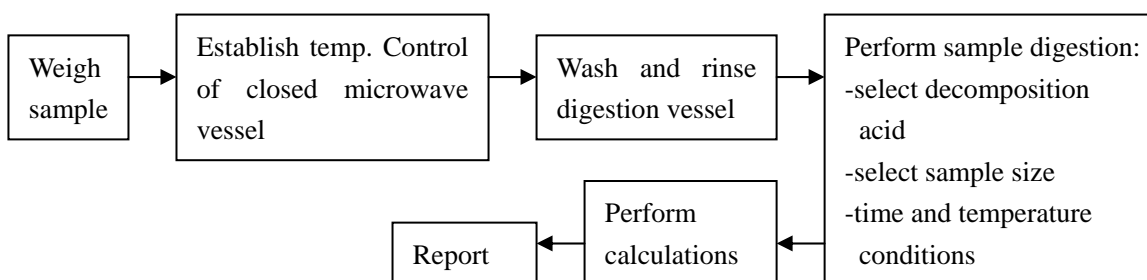 Weigh
sample
Establish temp. Control
of closed microwave
vessel
Wash and rinse
digestion vessel
Perform sample digestion:
-select decomposition
acid
-select sample size
-time and temperature
conditions
Perform
calculations
Report